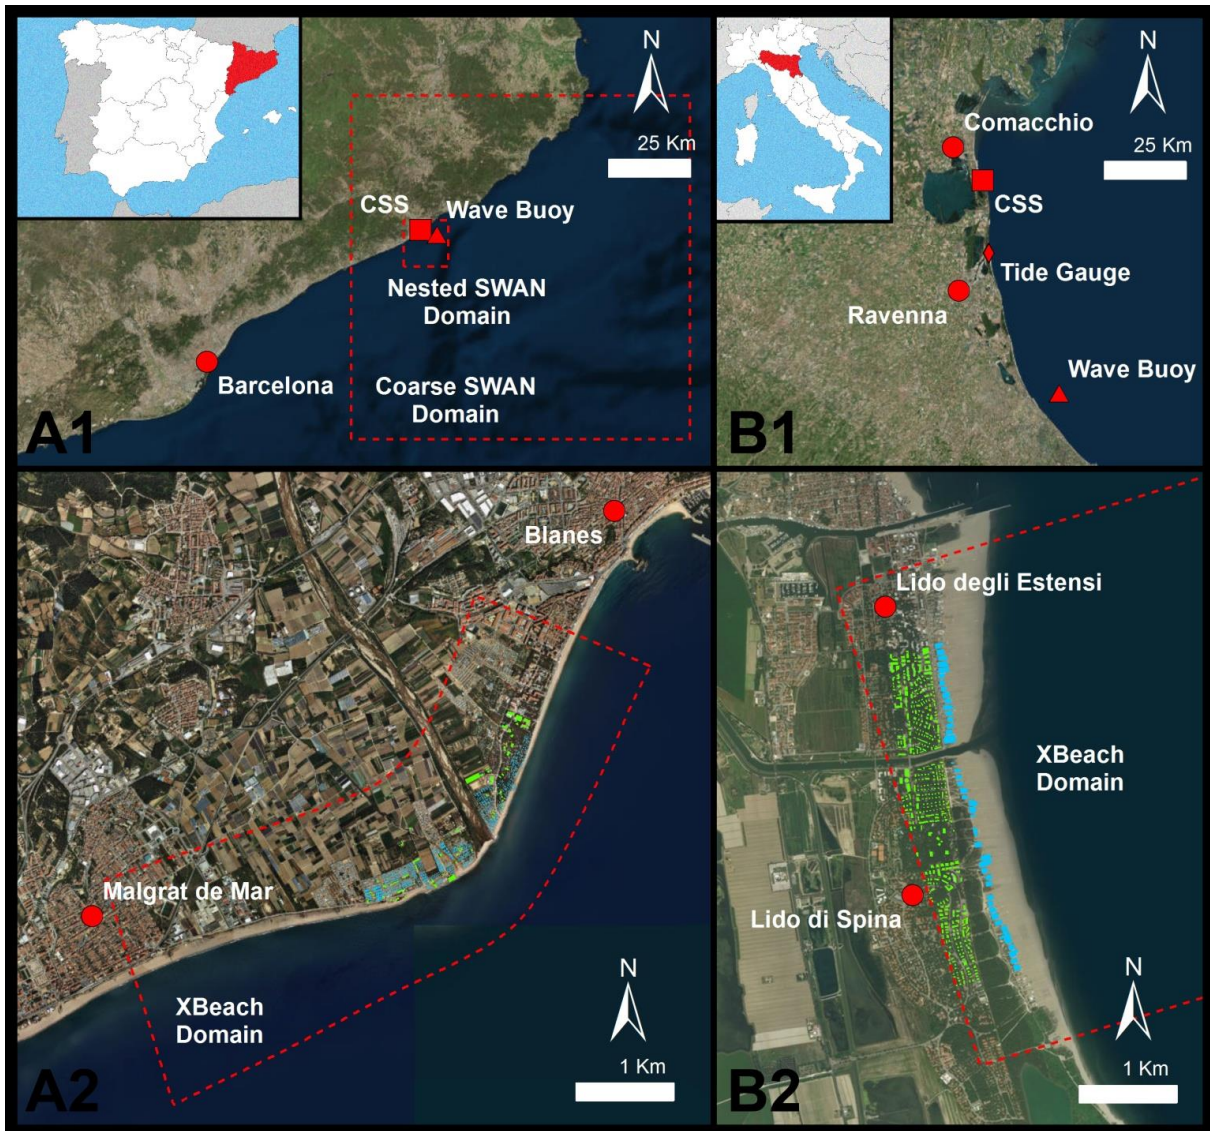 N
25 Km
CSS
Wave Buoy
Nested SWAN
Domain
Barcelona
Coarse SWAN
Domain
A1
N
Comacchio
25 Km
CSS
Tide Gauge
Ravenna
Wave Buoy
B1
Blanes
Malgrat de Mar
XBeach
Domain
N
1 Km
A2
Lido degli Estensi
XBeach
Domain
Lido di Spina
N
1 Km
B2